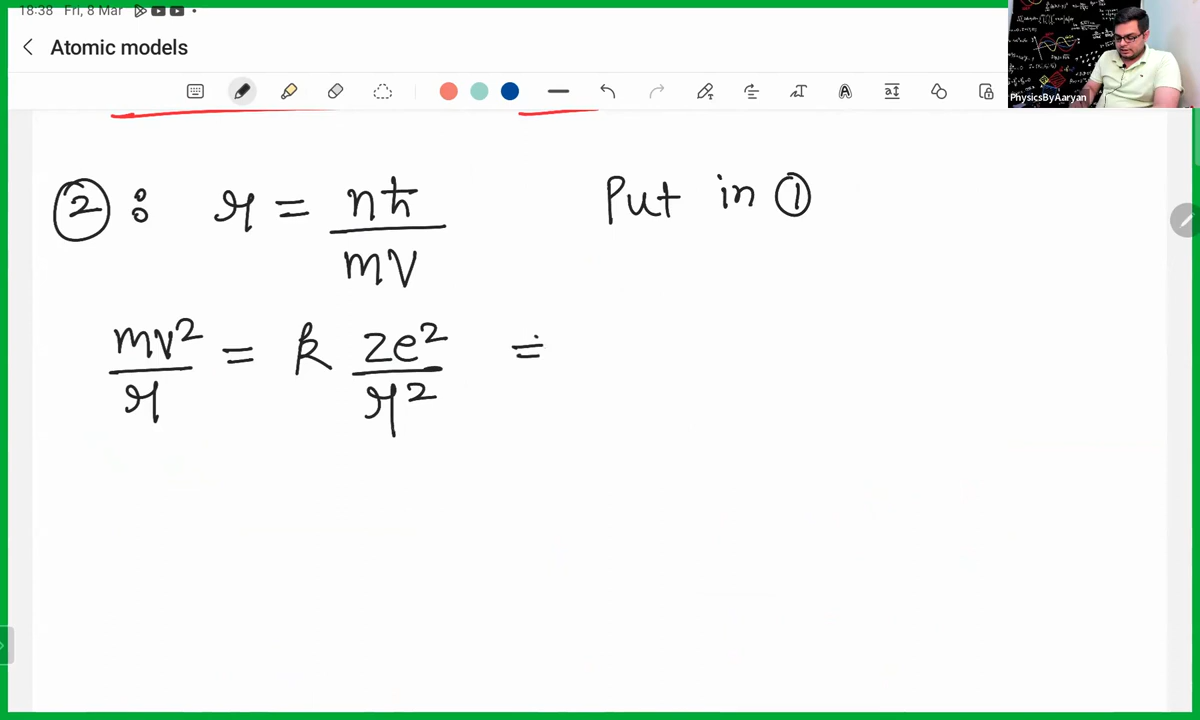 18:38 Fri, 8 Mar
Atomic models
PhysicsByAaryan
② : r = nħ / mv Put in ①
mv² / r = k ze² / r² =